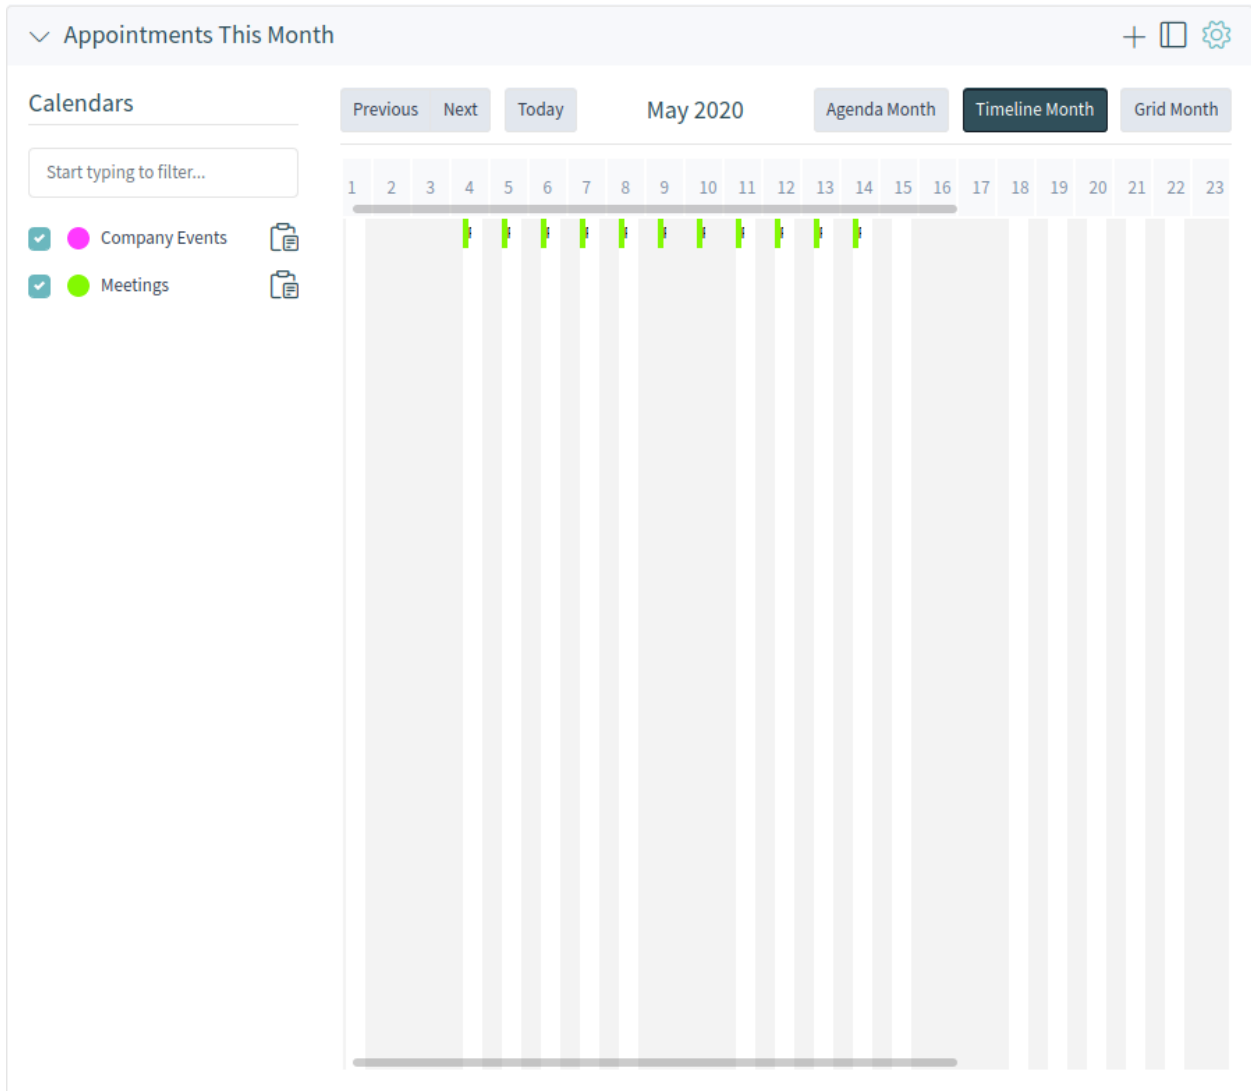 Appointments This Month
Calendars
Previous Next Today May 2020 Agenda Month Timeline Month Grid Month
Start typing to filter...
1 2 3 4 5 6 7 8 9 10 11 12 13 14 15 16 17 18 19 20 21 22 23
Company Events
Meetings